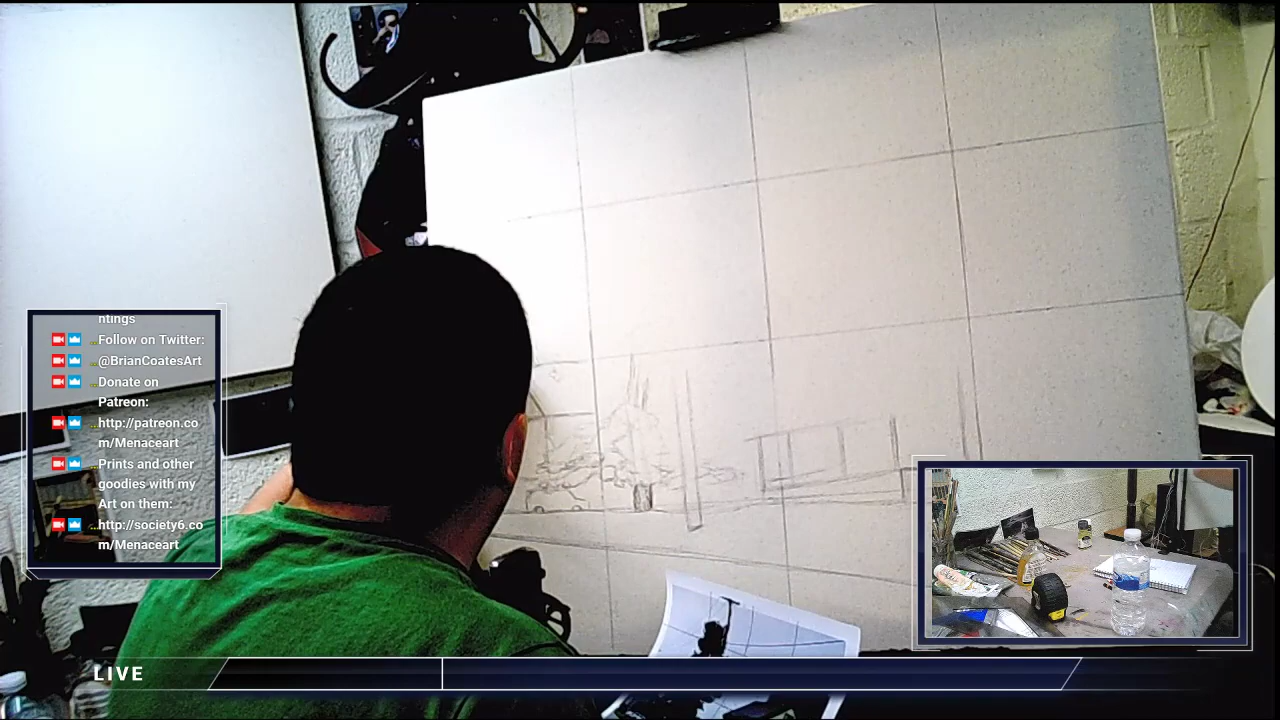 ntings
..Follow on Twitter:
..@BrianCoatesArt
..Donate on
Patreon:
..http://patreon.co
m/Menaceart
..Prints and other
goodies with my
Art on them:
..http://society6.co
m/Menaceart
LIVE